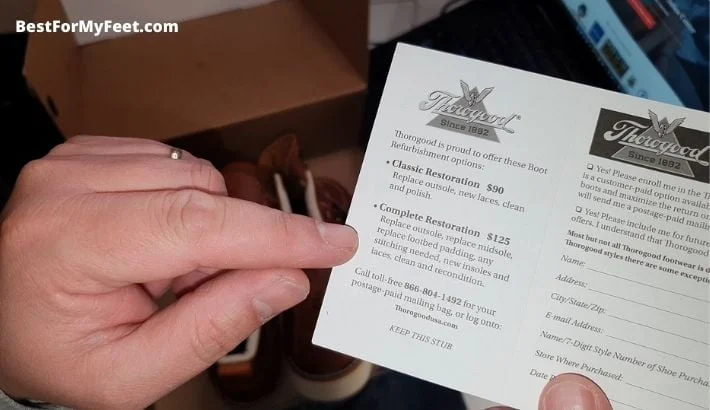 BestForMyFeet.com
Thorogood
Since 1892
Thorogood is proud to offer these Boot
Refurbishment options:
• Classic Restoration $90
Replace outsole, new laces, clean
and polish.
• Complete Restoration $125
Replace outsole, replace midsole,
replace footbed padding, any
stitching needed, new insoles and
laces, clean and recondition.
Call toll-free 866-804-1492 for your
postage-paid mailing bag, or log onto:
Thorogoodusa.com
KEEP THIS STUB
Thorogood
Since 1892
❑ Yes! Please enroll me in the
is a customer-paid option
boots and maximize the return on
will send me a postage-paid
❑ Yes! Please include me for future
offers. I understand that Thorogood
Most but not all Thorogood footwear is
Thorogood styles there are some
Name:
Address:
City/State/Zip:
E-mail Address:
Name/7-Digit Style Number of Shoe
Store Where Purchased:
Date